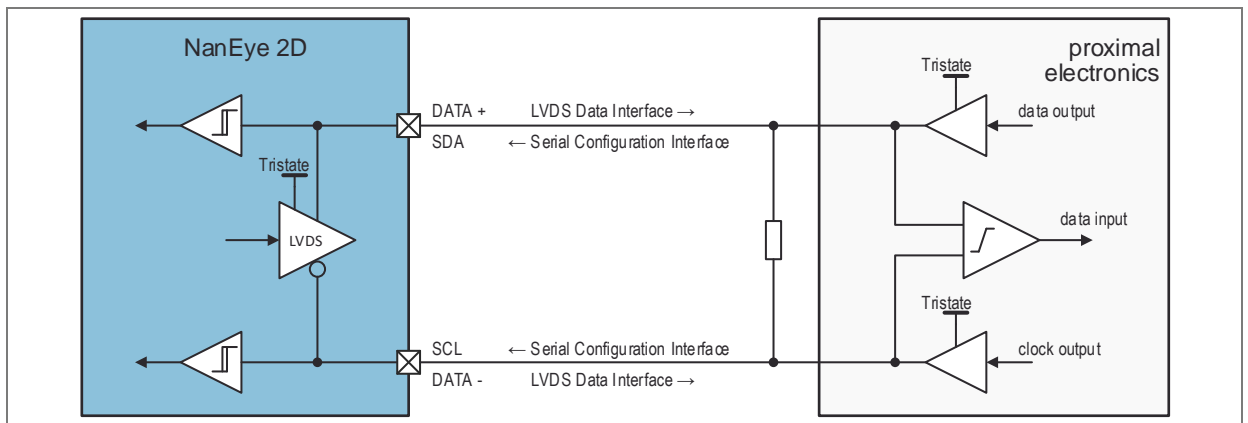 NanEye 2D
proximal
electronics
Tristate
DATA + LVDS Data Interface →
data output
SDA ← Serial Configuration Interface
Tristate
LVDS
data input
Tristate
SCL ← Serial Configuration Interface
clock output
DATA - LVDS Data Interface →